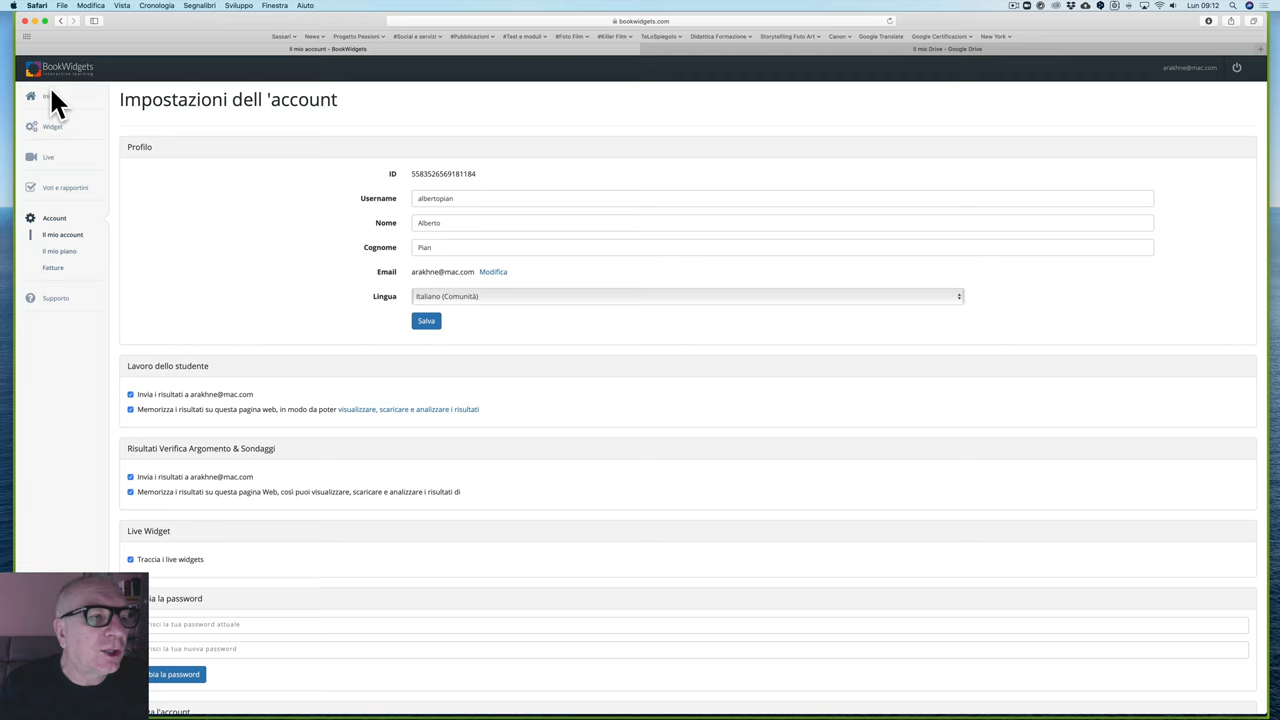 Safari File Modifica Vista Cronologia Segnalibri Sviluppo Finestra Aiuto Lun 09:12
bookwidgets.com
Sassari News Progetto Passioni #Social e servizi #Pubblicazioni #Test e moduli #Foto Film #Killer Film TeLoSpiegolo Didattica Formazione Storytelling Foto Art Canon Google Translate Google Certificazioni New York
Il mio account - BookWidgets Il mio Drive - Google Drive
BookWidgets
interactive learning
arakhne@mac.com
Widget
Live
Voti e rapportini
Account
Il mio account
Il mio piano
Fatture
Supporto
Impostazioni dell 'account
Profilo
ID 5583526569181184
Username albertopian
Nome Alberto
Cognome Pian
Email arakhne@mac.com Modifica
Lingua Italiano (Comunità)
Salva
Lavoro dello studente
Invia i risultati a arakhne@mac.com
Memorizza i risultati su questa pagina web, in modo da poter visualizzare, scaricare e analizzare i risultati
Risultati Verifica Argomento & Sondaggi
Invia i risultati a arakhne@mac.com
Memorizza i risultati su questa pagina Web, così puoi visualizzare, scaricare e analizzare i risultati di
Live Widget
Traccia i live widgets
bia la password
risci la tua password attuale
risci la tua nuova password
bia la password
va l'account